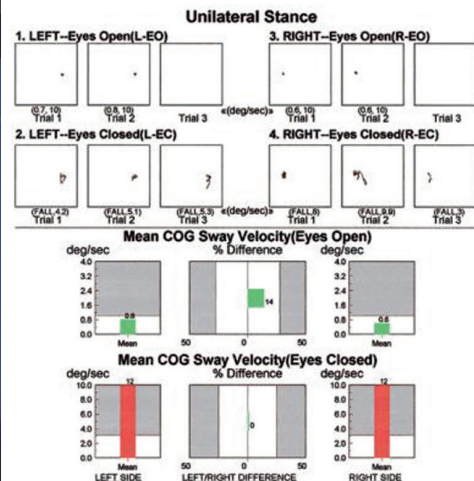 Unilateral Stance
1. LEFT--Eyes Open(L-EO)
(0.7, 10) (0.8, 10)
Trial 1 Trial 2 Trial 3
«(deg/sec)»
3. RIGHT--Eyes Open(R-EO)
(0.6, 10) (0.6, 10)
Trial 1 Trial 2 Trial 3
2. LEFT--Eyes Closed(L-EC)
(FALL,4.2) (FALL,5.1) (FALL,5.3)
Trial 1 Trial 2 Trial 3
«(deg/sec)»
4. RIGHT--Eyes Closed(R-EC)
(FALL,8) (FALL,9.9) (FALL,3)
Trial 1 Trial 2 Trial 3
Mean COG Sway Velocity(Eyes Open)
deg/sec % Difference deg/sec
4.0 4.0
3.2 3.2
2.4 2.4
1.6 14 1.6
0.8 0.8 0.8 0.6
0.0 0.0
Mean 50 0 50 Mean
Mean COG Sway Velocity(Eyes Closed)
deg/sec % Difference deg/sec
12 12
10.0 10.0
8.0 8.0
6.0 6.0
4.0 0 4.0
2.0 2.0
0.0 0.0
Mean 50 0 50 Mean
LEFT SIDE LEFT/RIGHT DIFFERENCE RIGHT SIDE